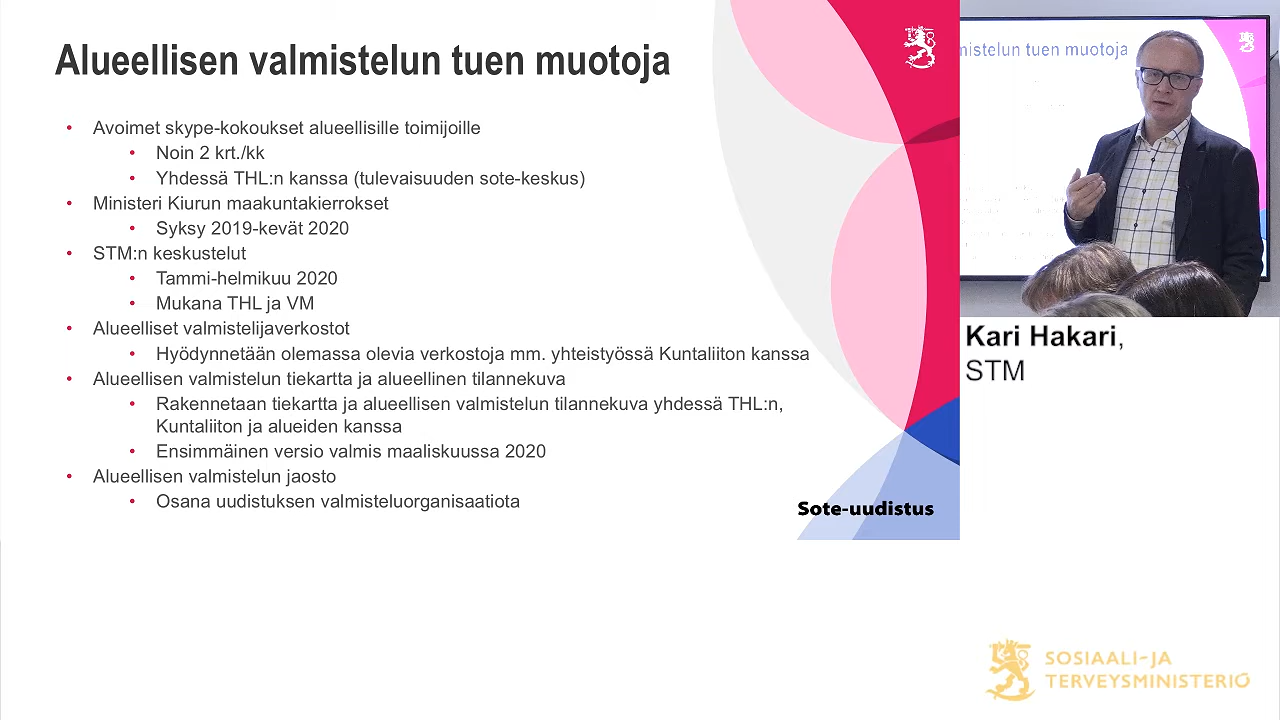 Alueellisen valmistelun tuen muotoja
• Avoimet skype-kokoukset alueellisille toimijoille
• Noin 2 krt./kk
• Yhdessä THL:n kanssa (tulevaisuuden sote-keskus)
• Ministeri Kiurun maakuntakierrokset
• Syksy 2019-kevät 2020
• STM:n keskustelut
• Tammi-helmikuu 2020
• Mukana THL ja VM
• Alueelliset valmistelijaverkostot
• Hyödynnetään olemassa olevia verkostoja mm. yhteistyössä Kuntaliiton kanssa
• Alueellisen valmistelun tiekartta ja alueellinen tilannekuva
• Rakennetaan tiekartta ja alueellisen valmistelun tilannekuva yhdessä THL:n,
Kuntaliiton ja alueiden kanssa
• Ensimmäinen versio valmis maaliskuussa 2020
• Alueellisen valmistelun jaosto
• Osana uudistuksen valmisteluorganisaatiota
Sote-uudistus
mistelun tuen muotoja
Kari Hakari,
STM
SOSIAALI- JA
TERVEYSMINISTERIÖ